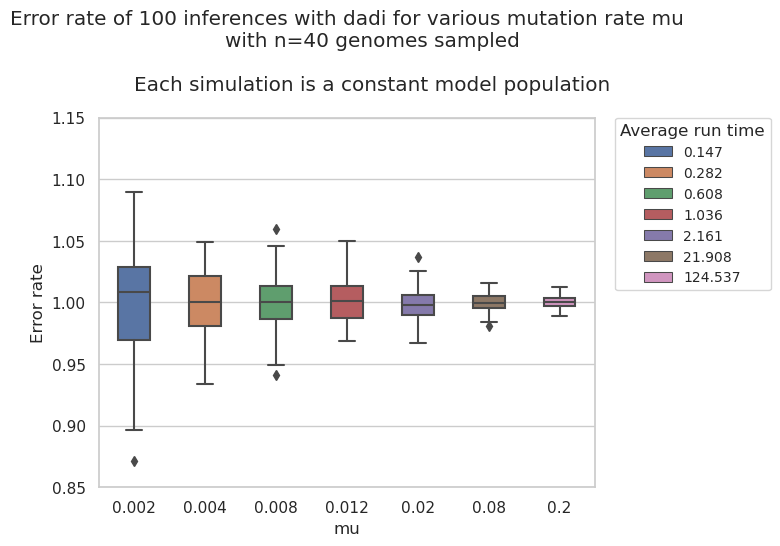 Error rate of 100 inferences with dadi for various mutation rate mu
with n=40 genomes sampled
Each simulation is a constant model population
Average run time
0.147
0.282
0.608
1.036
2.161
21.908
124.537
Error rate
1.15
1.10
1.05
1.00
0.95
0.90
0.85
0.002 0.004 0.008 0.012 0.02 0.08 0.2
mu